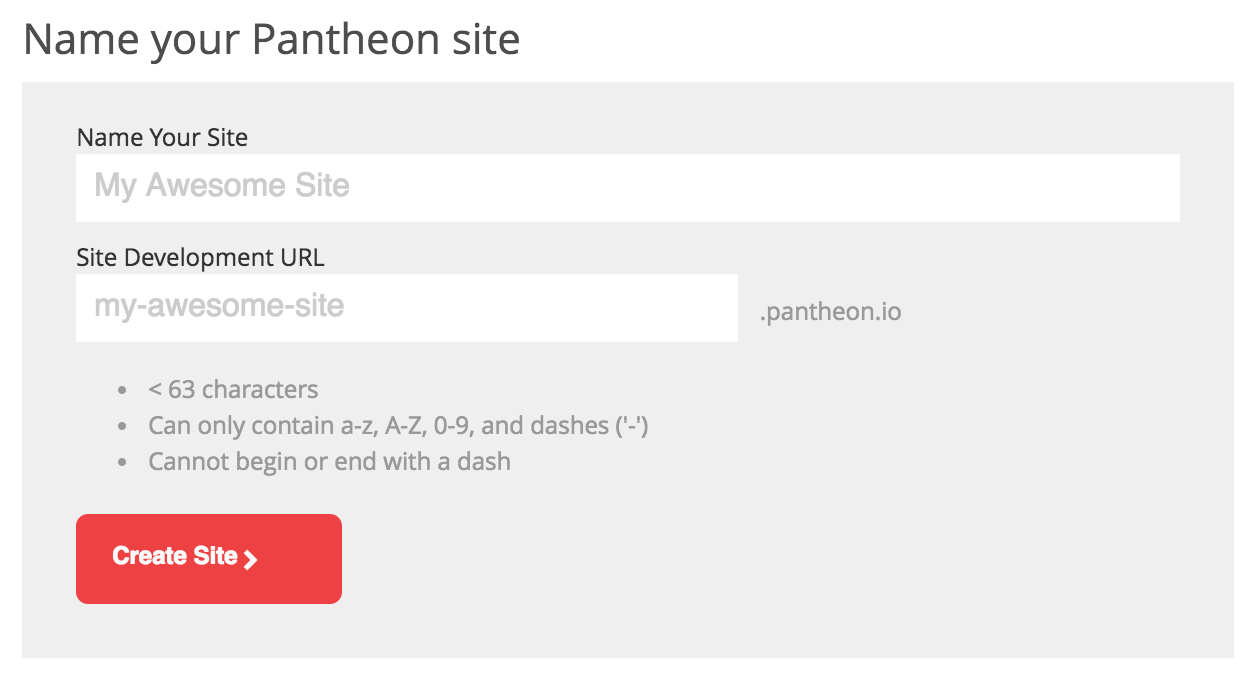 Name your Pantheon site
Name Your Site
My Awesome Site
Site Development URL
my-awesome-site
.pantheon.io
• < 63 characters
• Can only contain a-z, A-Z, 0-9, and dashes ('-')
• Cannot begin or end with a dash
Create Site